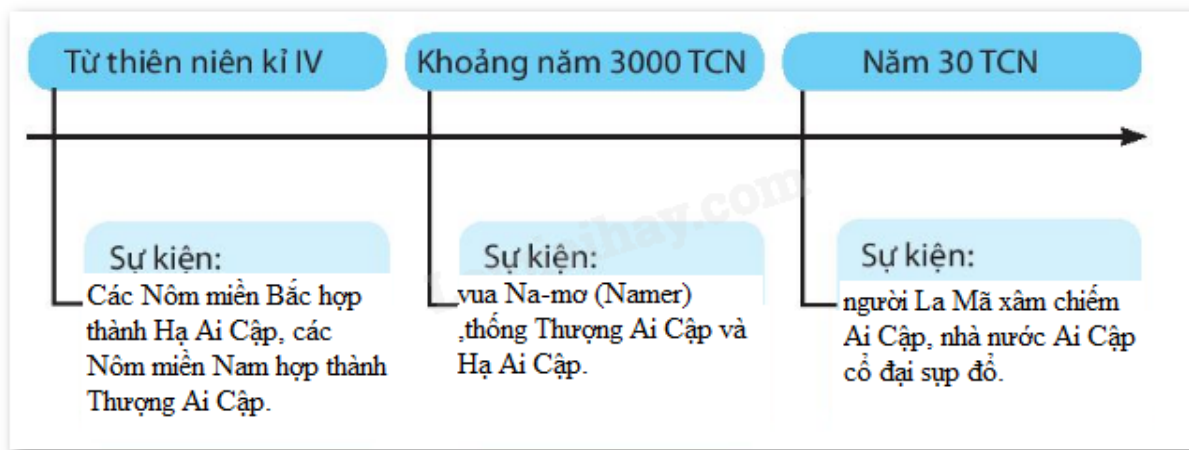 Từ thiên niên kỉ IV
Khoảng năm 3000 TCN
Năm 30 TCN
Sự kiện:
Các Nôm miền Bắc hợp
thành Hạ Ai Cập, các
Nôm miền Nam hợp thành
Thượng Ai Cập.
Sự kiện:
vua Na-mơ (Namer)
,thống Thượng Ai Cập và
Hạ Ai Cập.
Sự kiện:
người La Mã xâm chiếm
Ai Cập, nhà nước Ai Cập
cổ đại sụp đổ.